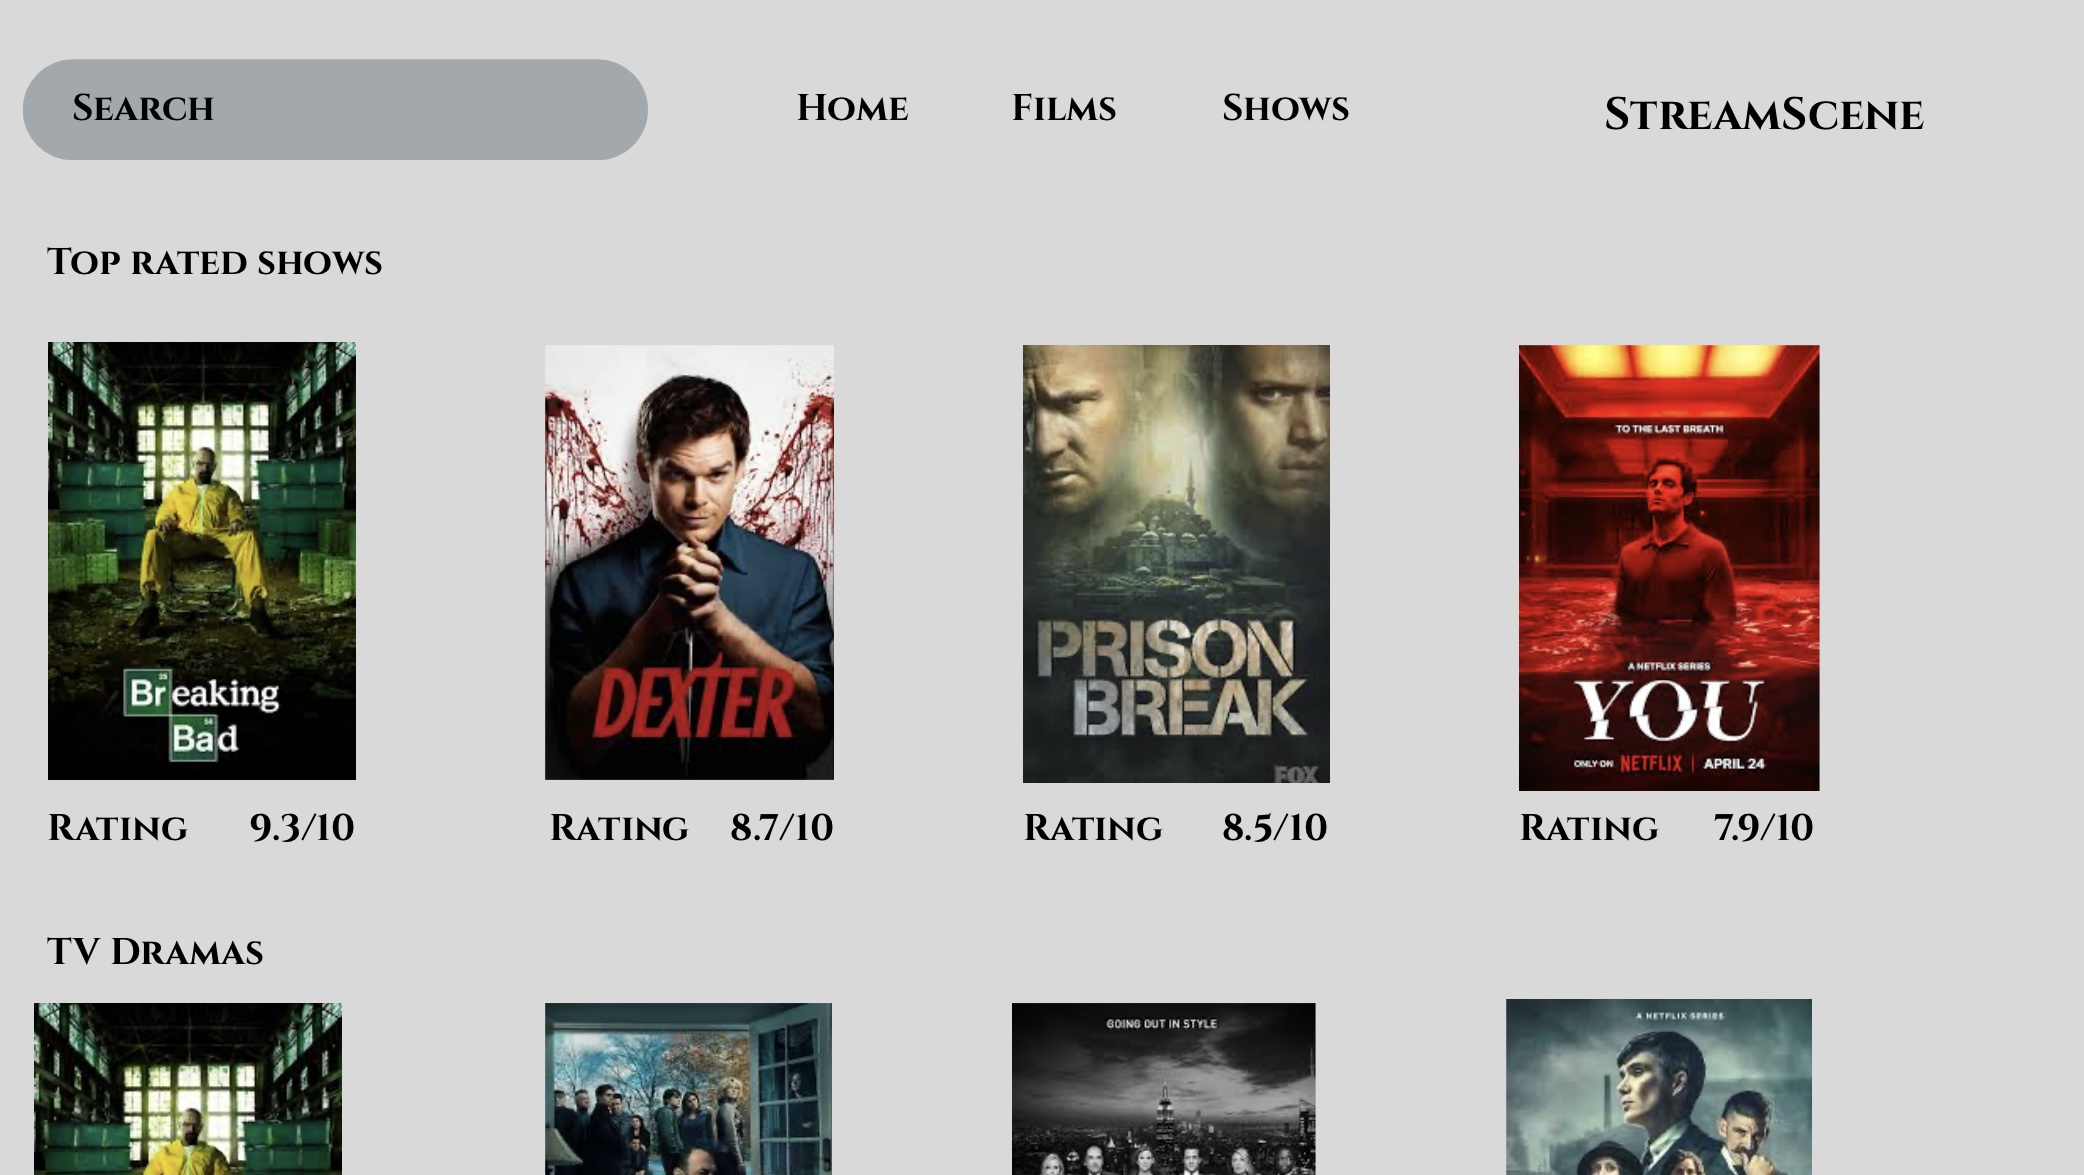 Search
Home
Films
Shows
StreamScene
Top rated shows
Breaking
Bad
DEXTER
PRISON
BREAK
FOX
TO THE LAST BREATH
A NETFLIX SERIES
YOU
ONLY ON NETFLIX | APRIL 24
Rating 9.3/10
Rating 8.7/10
Rating 8.5/10
Rating 7.9/10
TV Dramas
GOING OUT IN STYLE
A NETFLIX SERIES